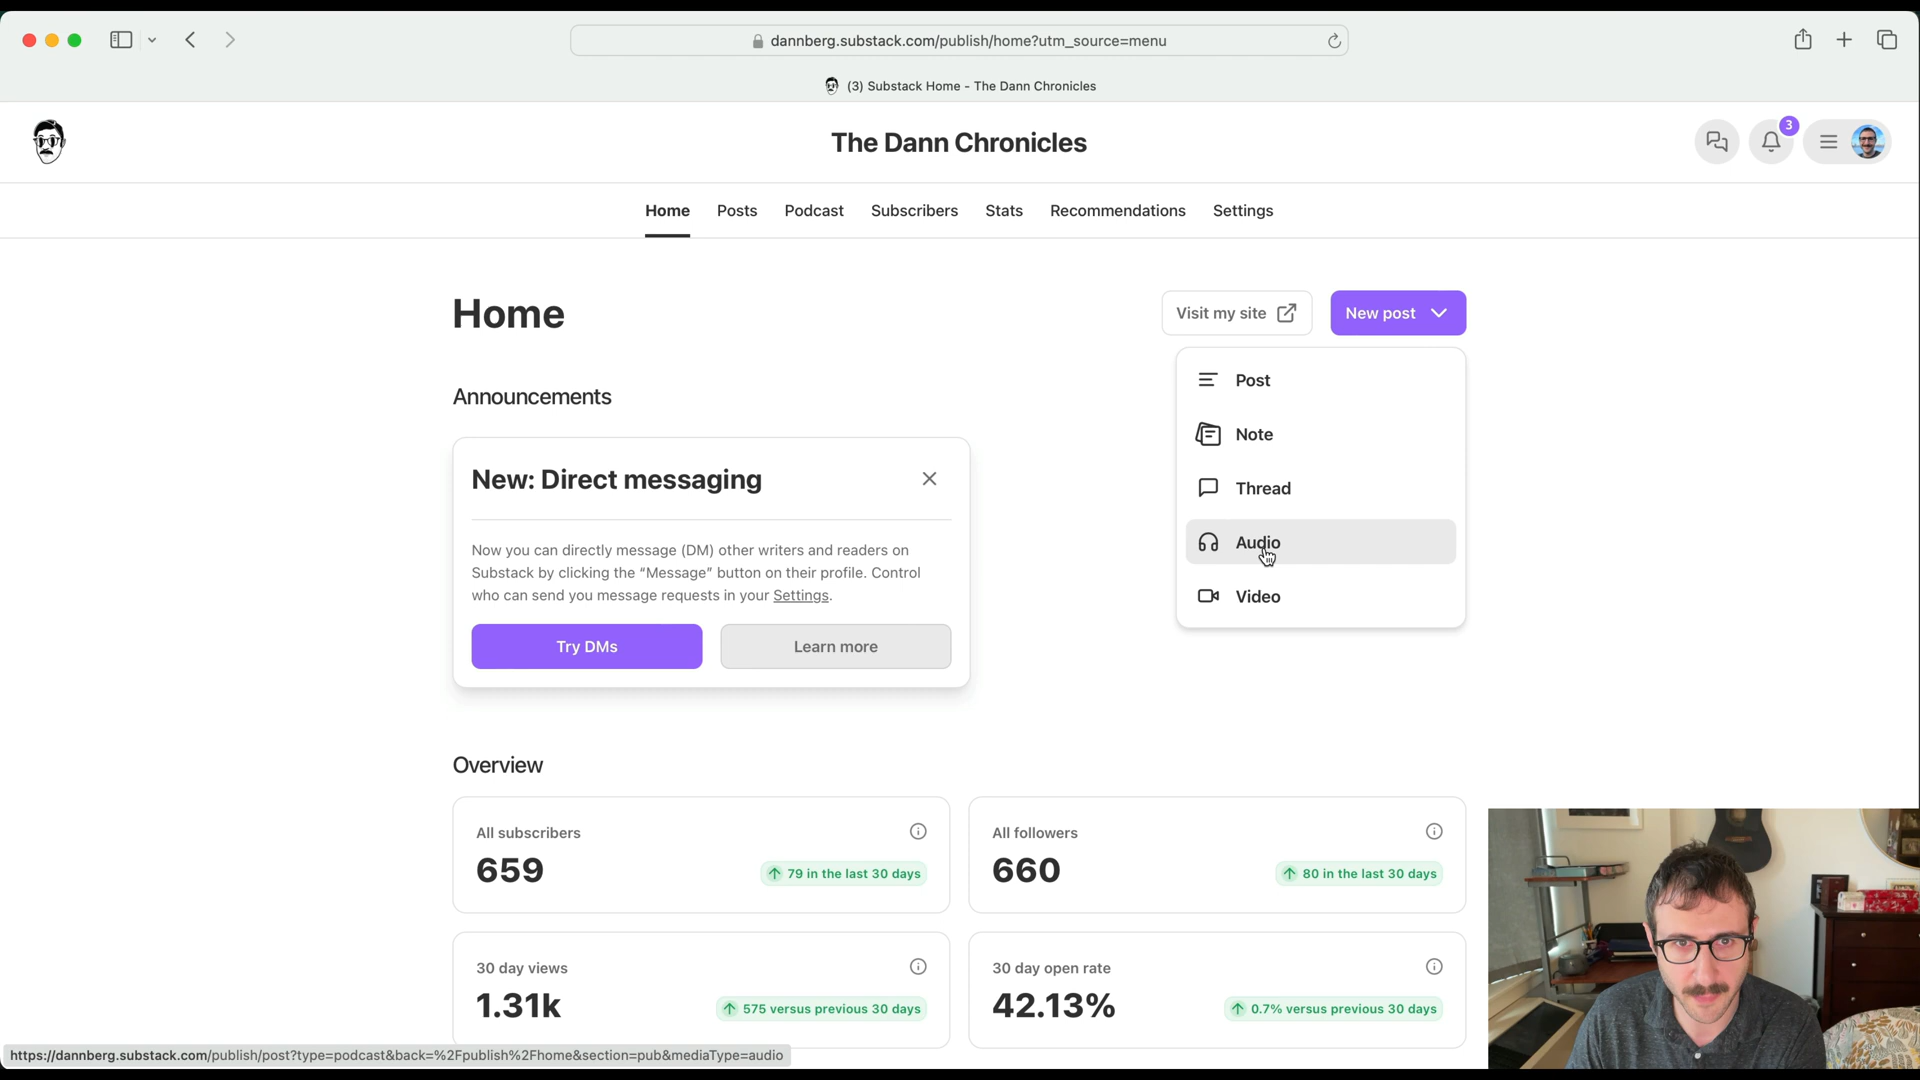 dannberg.substack.com/publish/home?utm_source=menu
(3) Substack Home - The Dann Chronicles
The Dann Chronicles
3
Home
Posts
Podcast
Subscribers
Stats
Recommendations
Settings
Home
Visit my site
New post
Post
Note
Thread
Audio
Video
Announcements
New: Direct messaging
Now you can directly message (DM) other writers and readers on
Substack by clicking the “Message” button on their profile. Control
who can send you message requests in your Settings.
Try DMs
Learn more
Overview
All subscribers
659
79 in the last 30 days
All followers
660
80 in the last 30 days
30 day views
1.31k
575 versus previous 30 days
30 day open rate
42.13%
0.7% versus previous 30 days
https://dannberg.substack.com/publish/post?type=podcast&back=%2Fpublish%2Fhome&section=pub&mediaType=audio